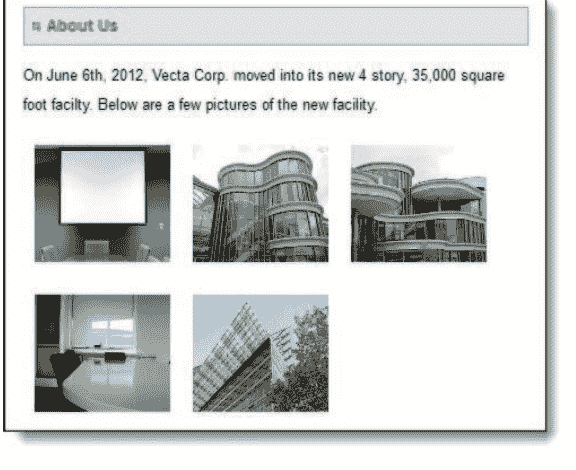 About Us
On June 6th, 2012, Vecta Corp. moved into its new 4 story, 35,000 square
foot facilty. Below are a few pictures of the new facility.